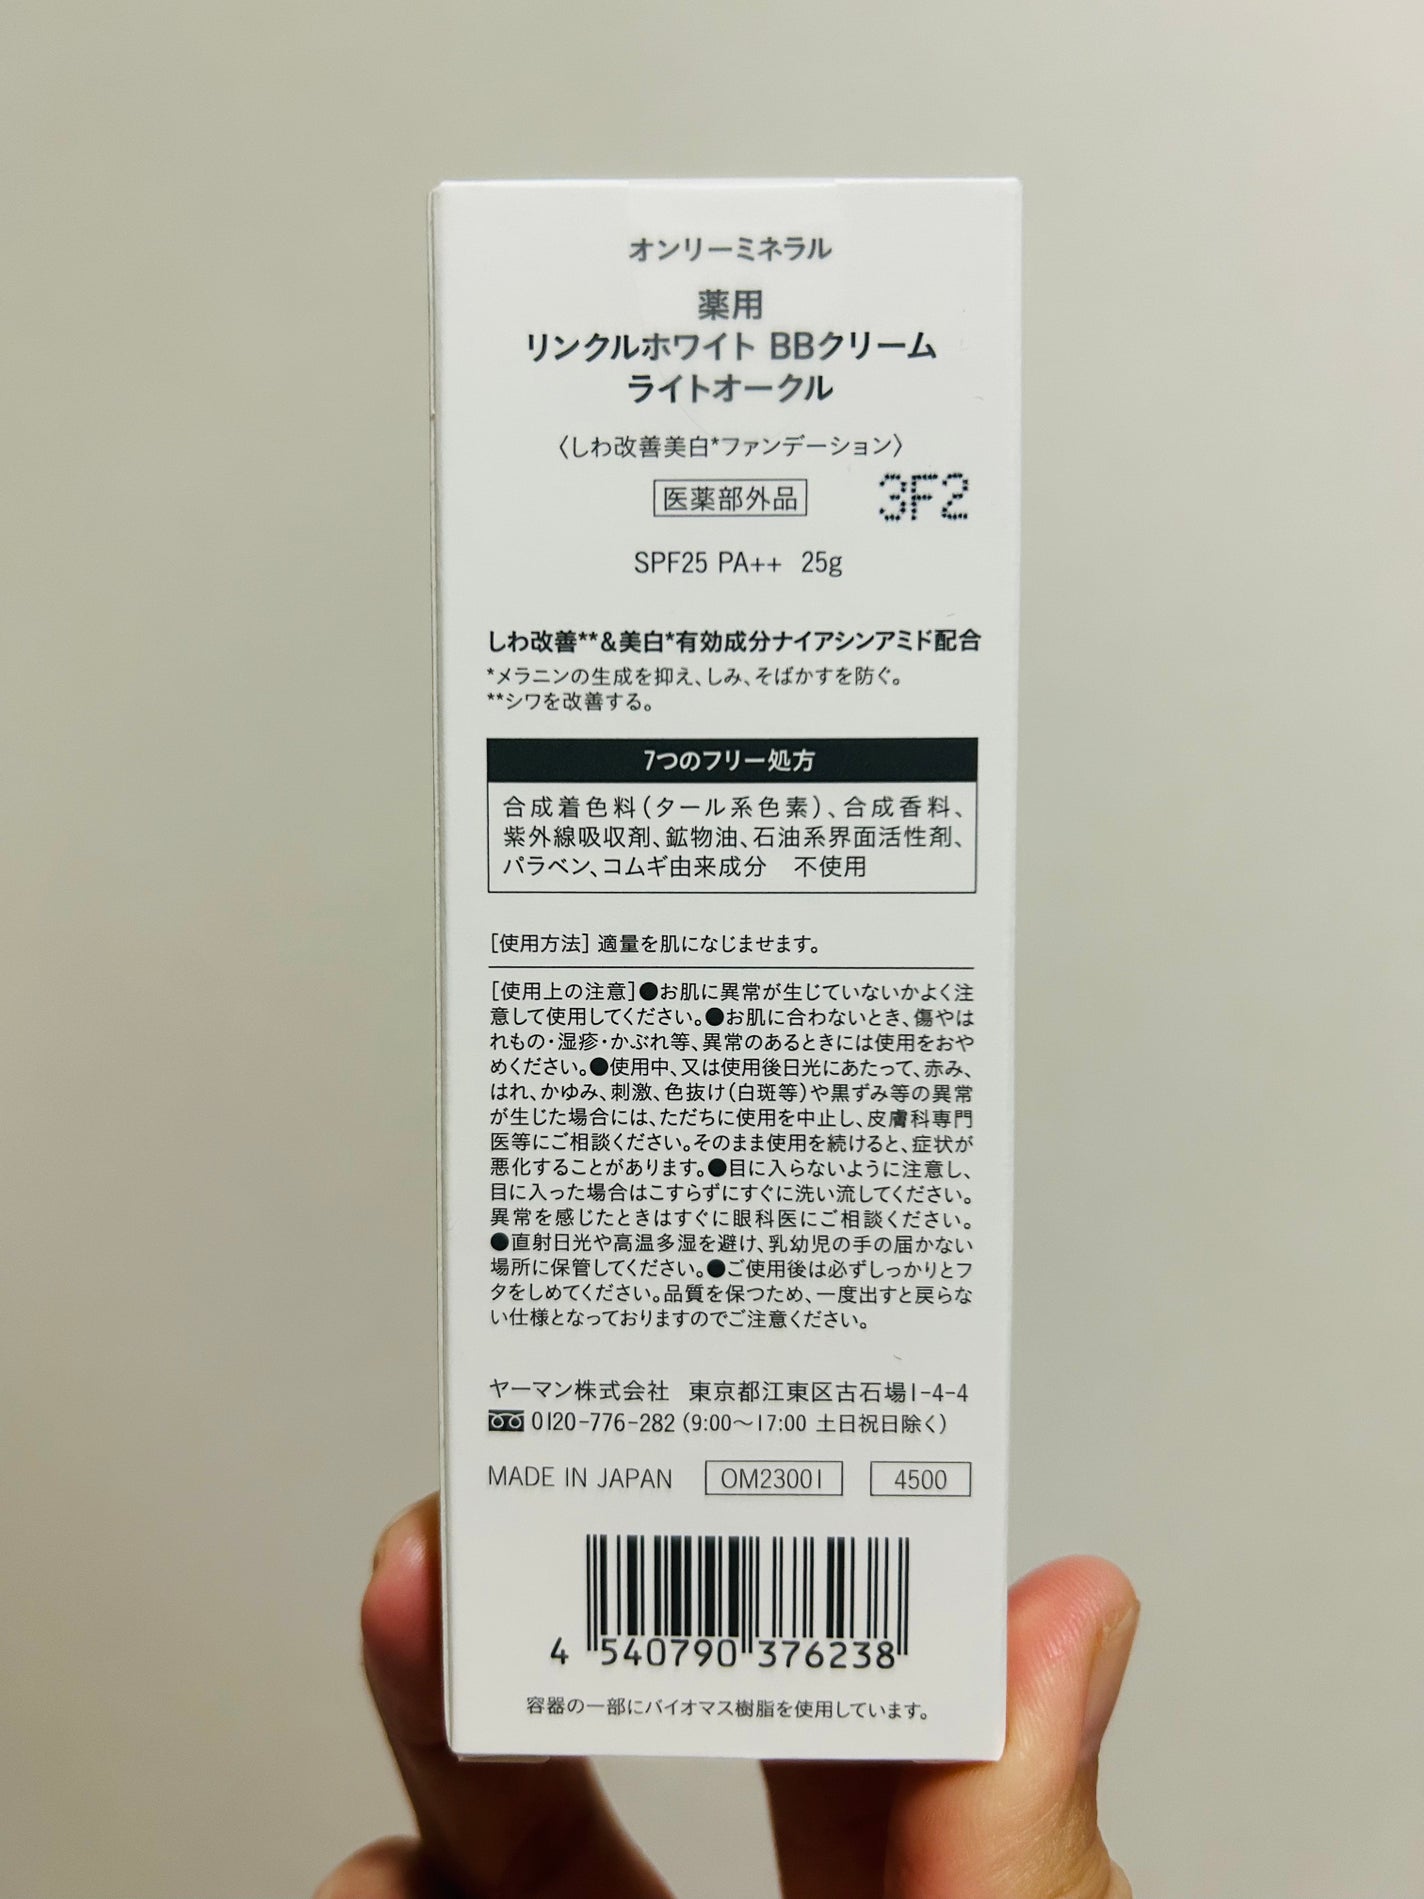 オンリーミネラル
薬用
リンクルホワイト BBクリーム
ライトオークル
〈しわ改善美白*ファンデーション〉
医薬部外品
3F2
SPF25 PA++ 25g
しわ改善**&美白*有効成分ナイアシンアミド配合
*メラニンの生成を抑え、しみ、そばかすを防ぐ。
**シワを改善する。
7つのフリー処方
合成着色料(タール系色素)、合成香料、
紫外線吸収剤、鉱物油、石油系界面活性剤、
パラベン、コムギ由来成分 不使用
[使用方法] 適量を肌になじませます。
[使用上の注意]●お肌に異常が生じていないかよく注
意して使用してください。●お肌に合わないとき、傷やは
れもの・湿疹・かぶれ等、異常のあるときには使用をおや
めください。●使用中、又は使用後日光にあたって、赤み、
はれ、かゆみ、刺激、色抜け(白斑等)や黒ずみ等の異常
が生じた場合には、ただちに使用を中止し、皮膚科専門
医等にご相談ください。そのまま使用を続けると、症状が
悪化することがあります。●目に入らないように注意し、
目に入った場合はこすらずにすぐに洗い流してください。
異常を感じたときはすぐに眼科医にご相談ください。
●直射日光や高温多湿を避け、乳幼児の手の届かない
場所に保管してください。●ご使用後は必ずしっかりとフ
タをしめてください。品質を保つため、一度出すと戻らな
い仕様となっておりますのでご注意ください。
ヤーマン株式会社 東京都江東区古石場1-4-4
0120-776-282 (9:00〜17:00 土日祝日除く)
MADE IN JAPAN OM23001 4500
4 540790 376238
容器の一部にバイオマス樹脂を使用しています。